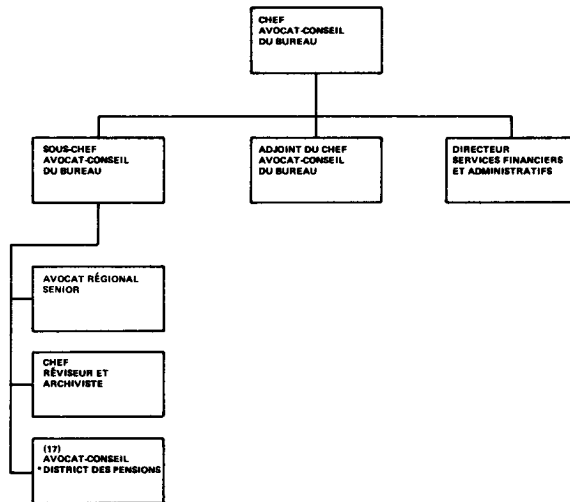 CHEF
AVOCAT-CONSEIL
DU BUREAU
SOUS-CHEF
AVOCAT-CONSEIL
DU BUREAU
ADJOINT DU CHEF
AVOCAT-CONSEIL
DU BUREAU
DIRECTEUR
SERVICES FINANCIERS
ET ADMINISTRATIFS
AVOCAT RÉGIONAL
SENIOR
CHEF
RÉVISEUR ET
ARCHIVISTE
(17)
AVOCAT-CONSEIL
* DISTRICT DES PENSIONS